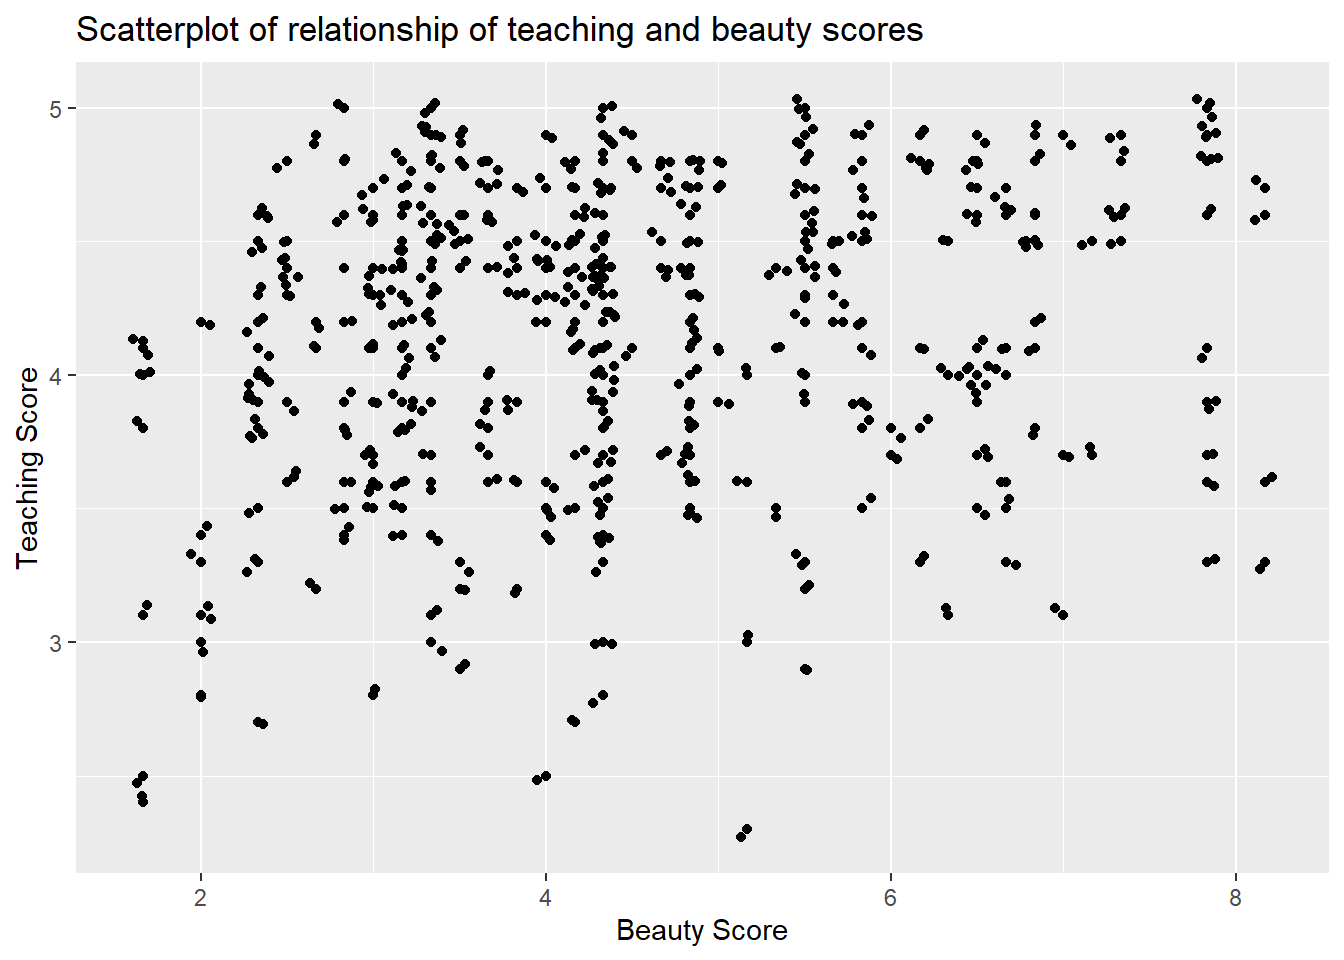 Scatterplot of relationship of teaching and beauty scores
5
4
3
Teaching Score
2 4 6 8
Beauty Score